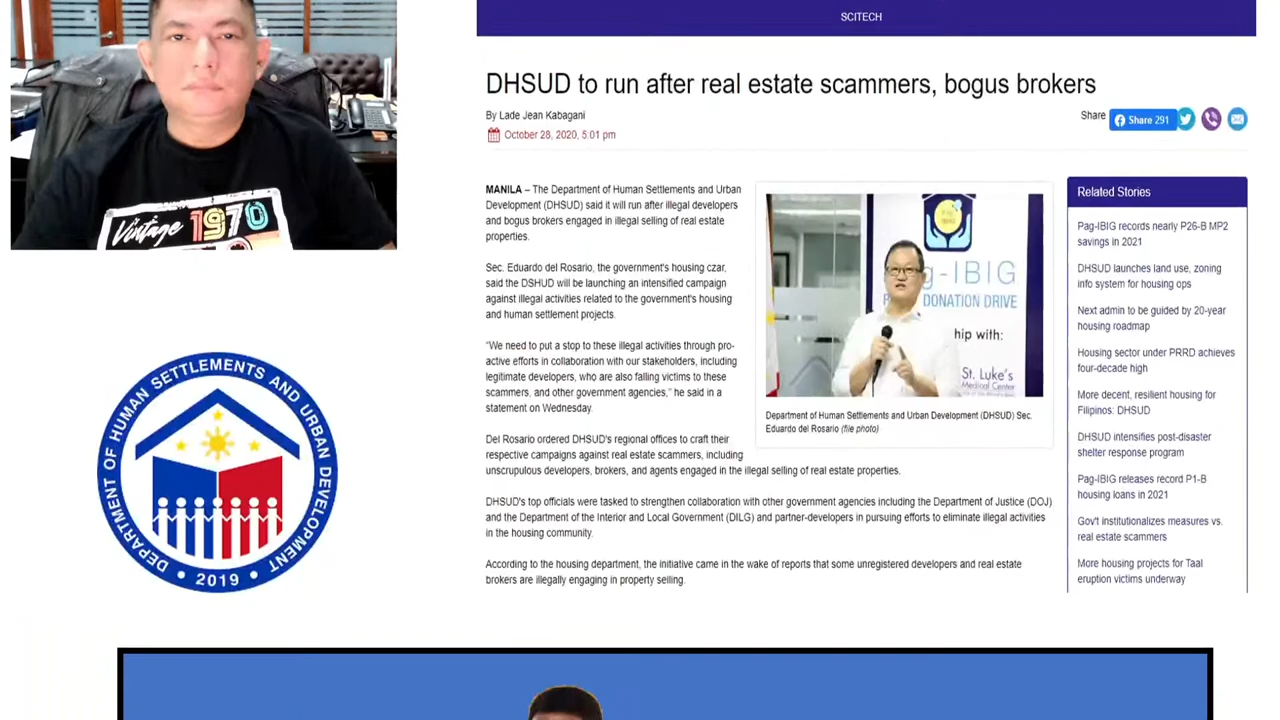 Vintage 1970
DEPARTMENT OF HUMAN SETTLEMENTS AND URBAN DEVELOPMENT
• 2019 •
SCITECH
DHSUD to run after real estate scammers, bogus brokers
By Lade Jean Kabagani
October 28, 2020, 5:01 pm
Share
Share 291
MANILA – The Department of Human Settlements and Urban
Development (DHSUD) said it will run after illegal developers
and bogus brokers engaged in illegal selling of real estate
properties.
Sec. Eduardo del Rosario, the government's housing czar,
said the DSHUD will be launching an intensified campaign
against illegal activities related to the government's housing
and human settlement projects.
“We need to put a stop to these illegal activities through pro-
active efforts in collaboration with our stakeholders, including
legitimate developers, who are also falling victims to these
scammers, and other government agencies,” he said in a
statement on Wednesday.
Del Rosario ordered DHSUD's regional offices to craft their
respective campaigns against real estate scammers, including
unscrupulous developers, brokers, and agents engaged in the illegal selling of real estate properties.
DHSUD's top officials were tasked to strengthen collaboration with other government agencies including the Department of Justice (DOJ)
and the Department of the Interior and Local Government (DILG) and partner-developers in pursuing efforts to eliminate illegal activities
in the housing community.
According to the housing department, the initiative came in the wake of reports that some unregistered developers and real estate
brokers are illegally engaging in property selling.
g-IBIG
DONATION DRIVE
hip with:
St. Luke's
Medical Center
Department of Human Settlements and Urban Development (DHSUD) Sec.
Eduardo del Rosario (file photo)
Related Stories
Pag-IBIG records nearly P26-B MP2
savings in 2021
DHSUD launches land use, zoning
info system for housing ops
Next admin to be guided by 20-year
housing roadmap
Housing sector under PRRD achieves
four-decade high
More decent, resilient housing for
Filipinos: DHSUD
DHSUD intensifies post-disaster
shelter response program
Pag-IBIG releases record P1-B
housing loans in 2021
Gov't institutionalizes measures vs.
real estate scammers
More housing projects for Taal
eruption victims underway